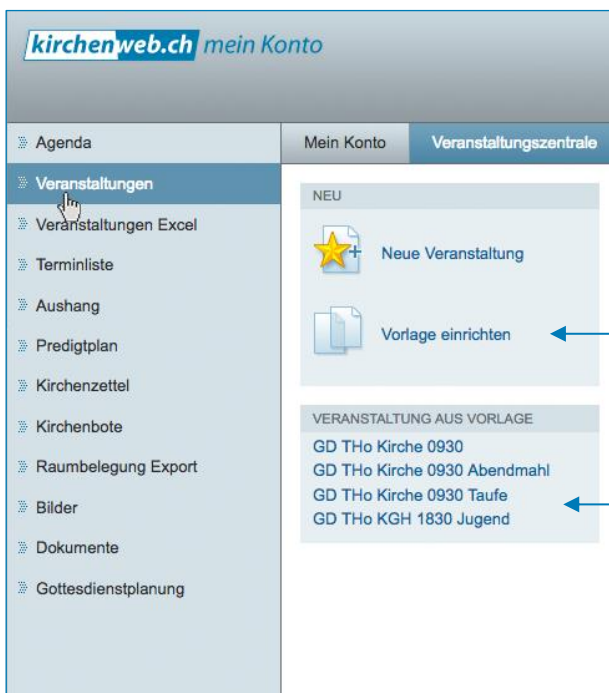 kirchenweb.ch mein Konto
Agenda
Veranstaltungen
Veranstaltungen Excel
Terminliste
Aushang
Predigtplan
Kirchenzettel
Kirchenbote
Raumbelegung Export
Bilder
Dokumente
Gottesdienstplanung
Mein Konto
Veranstaltungszentrale
NEU
Neue Veranstaltung
Vorlage einrichten
VERANSTALTUNG AUS VORLAGE
GD THo Kirche 0930
GD THo Kirche 0930 Abendmahl
GD THo Kirche 0930 Taufe
GD THo KGH 1830 Jugend